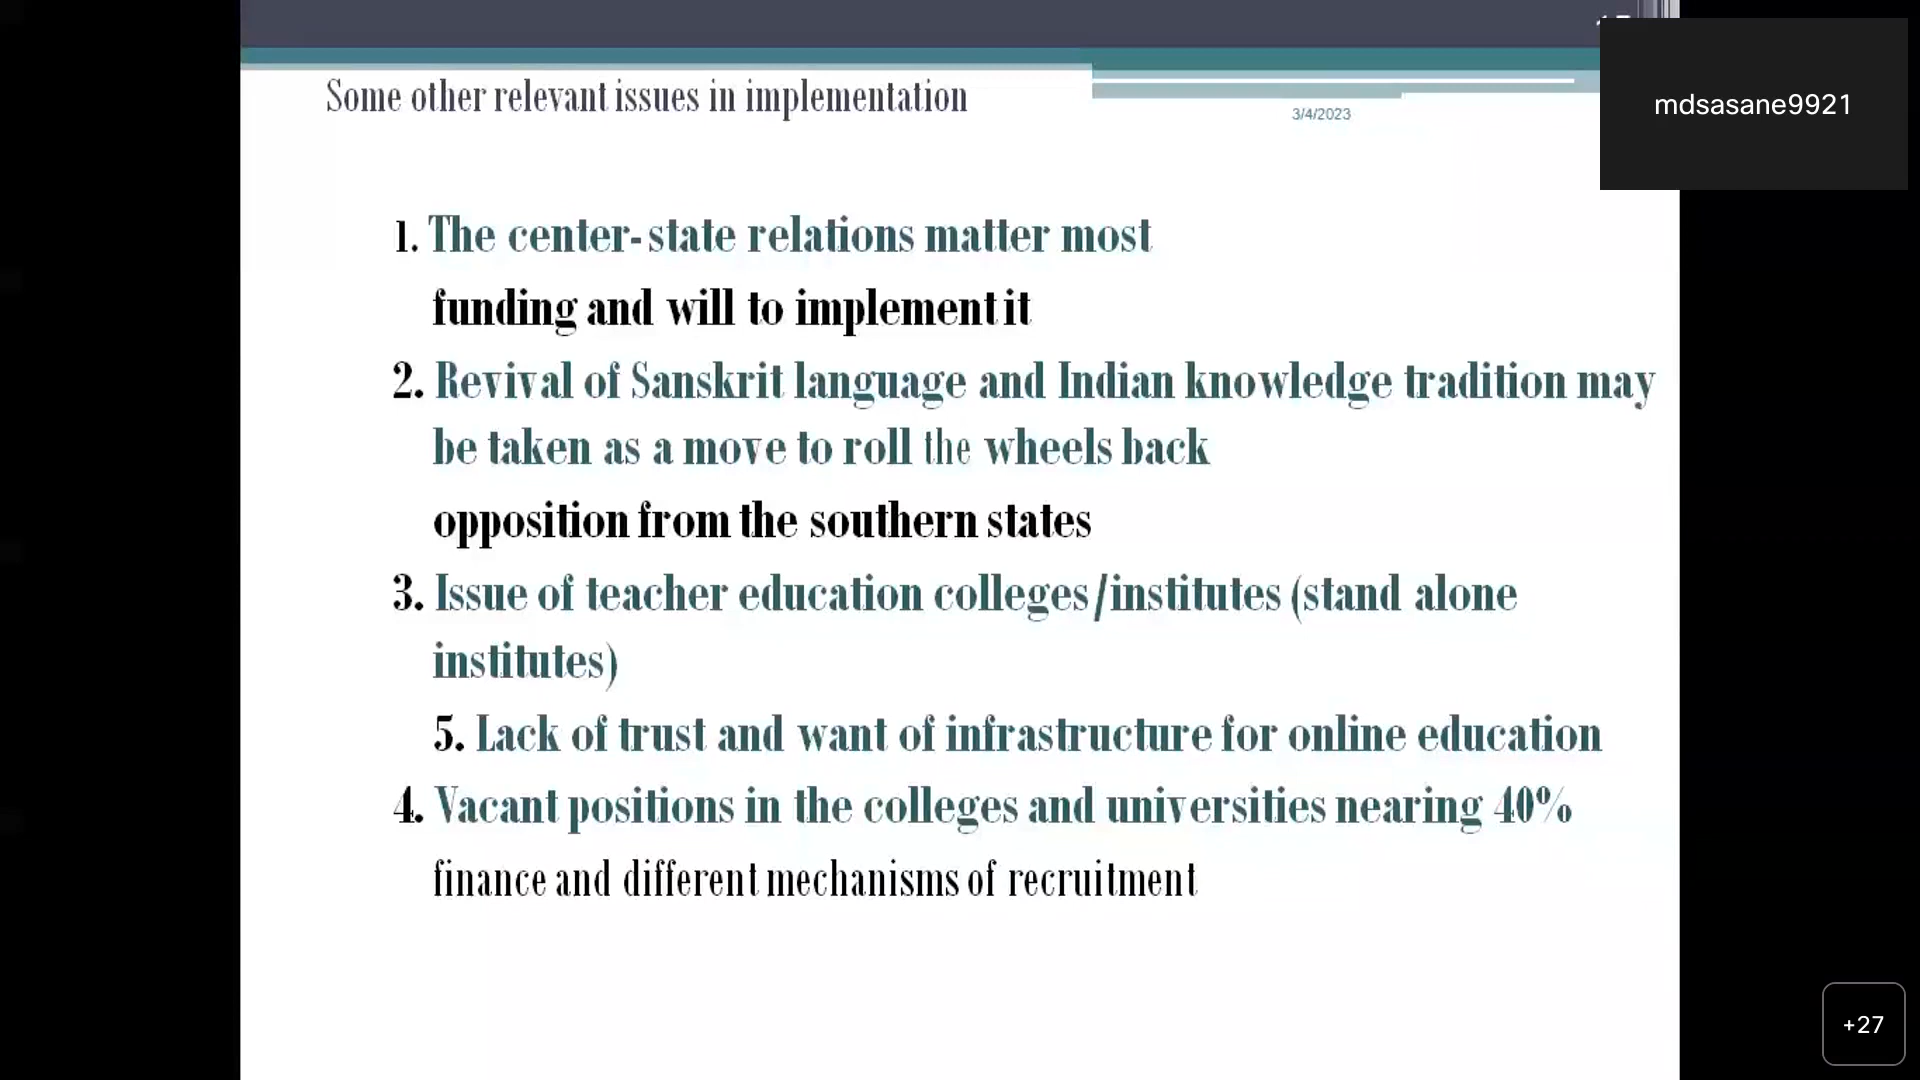 Some other relevant issues in implementation
3/4/2023
mdsasane9921
1. The center-state relations matter most
funding and will to implement it
2. Revival of Sanskrit language and Indian knowledge tradition may
be taken as a move to roll the wheels back
opposition from the southern states
3. Issue of teacher education colleges/institutes (stand alone
institutes)
5. Lack of trust and want of infrastructure for online education
4. Vacant positions in the colleges and universities nearing 40%
finance and different mechanisms of recruitment
+27